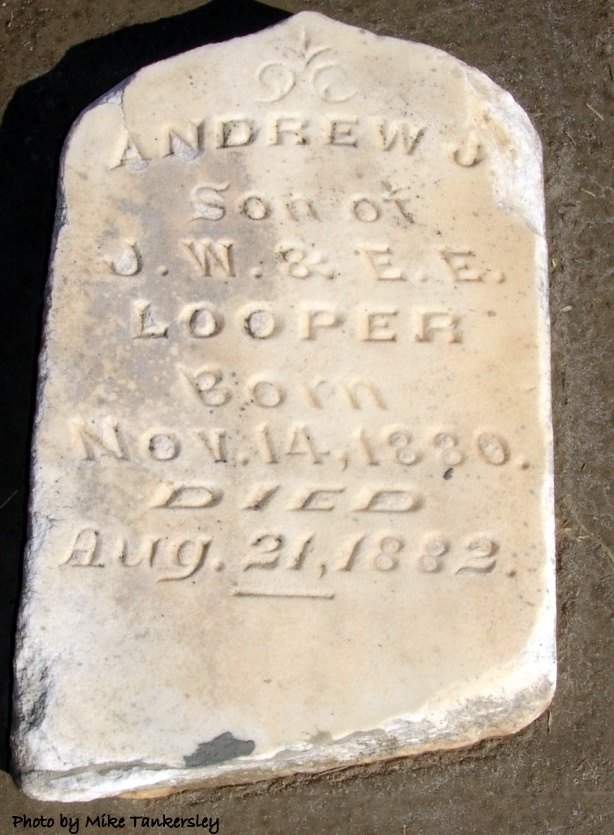 ANDREW J
Son of
J. W. & E. E.
LOOPER
Born
Nov. 14, 1880.
DIED
Aug. 21, 1882.
Photo by Mike Tankersley